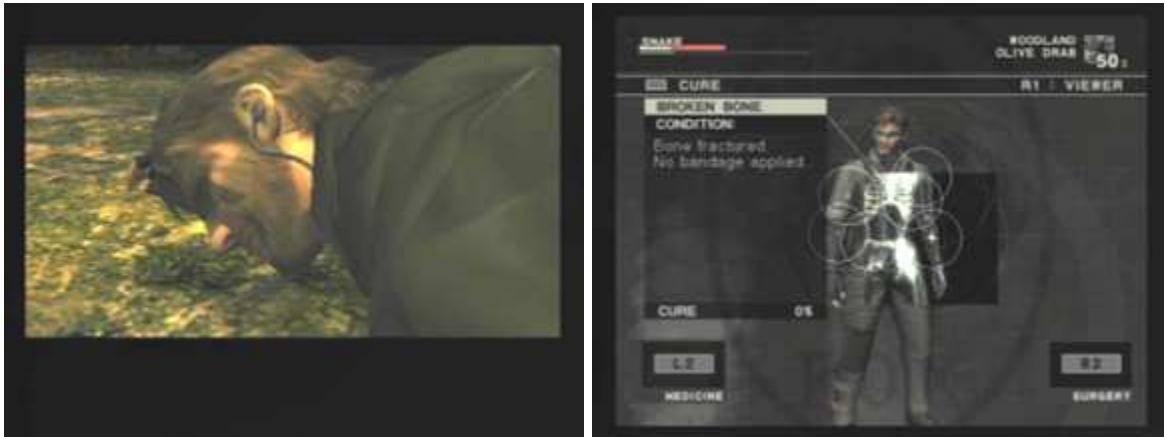 SNAKE
WOODLAND
OLIVE DRAB
50
CURE
R1 : VIEWER
BROKEN BONE
CONDITION:
Bone fractured.
No bandage applied.
CURE 0%
L2
R2
MEDICINE
SURGERY